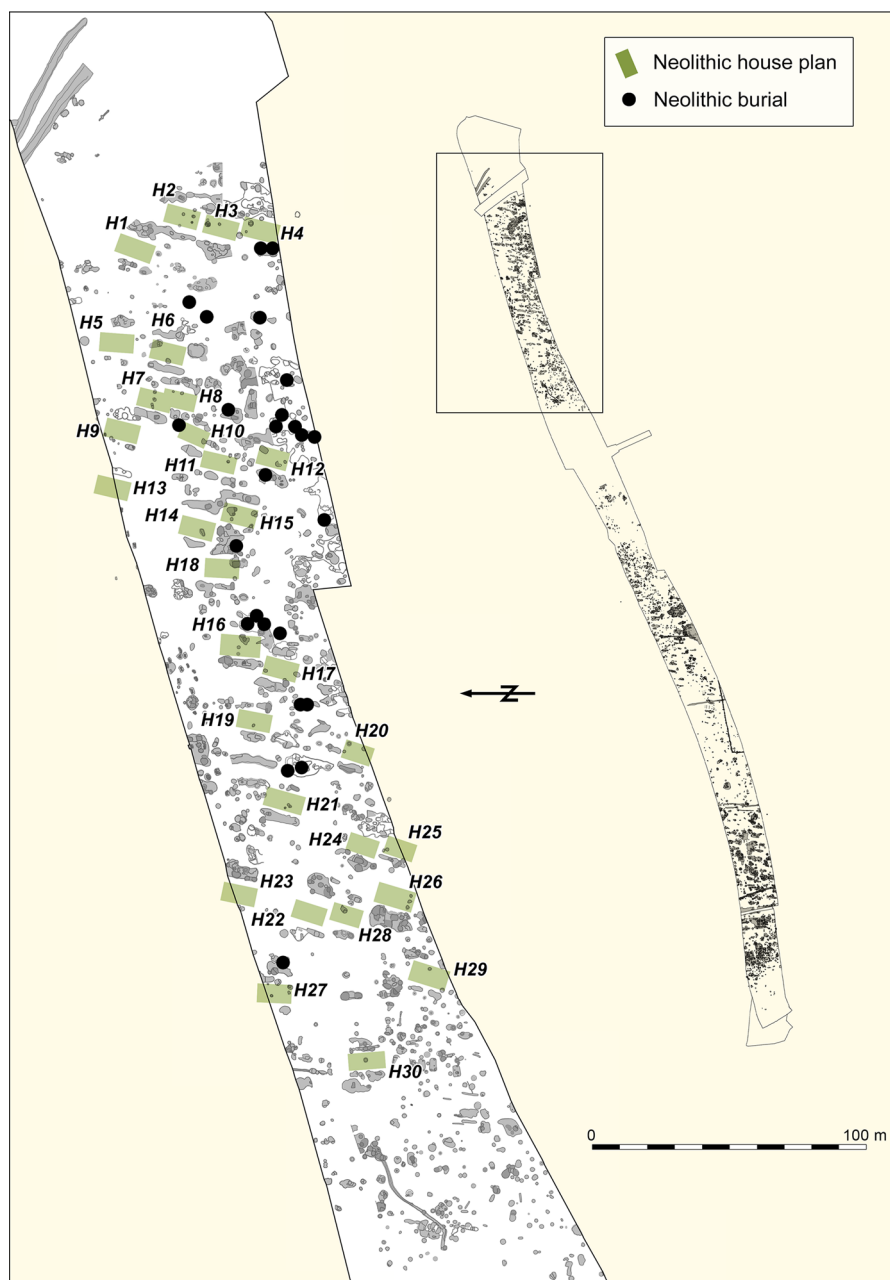 Neolithic house plan
Neolithic burial
H2
H3
H1
H4
H5
H6
H7
H8
H9
H10
H11
H12
H13
H14
H15
H18
H16
H17
N
H19
H20
H21
H24
H25
H23
H26
H22
H28
H29
H27
H30
0
100 m